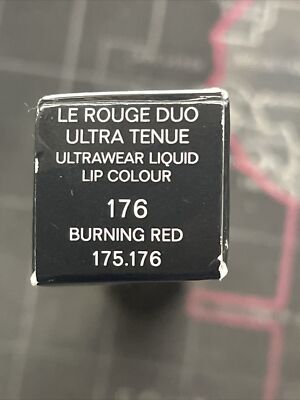 LE ROUGE DUO
ULTRA TENUE
ULTRAWEAR LIQUID
LIP COLOUR
176
BURNING RED
175.176